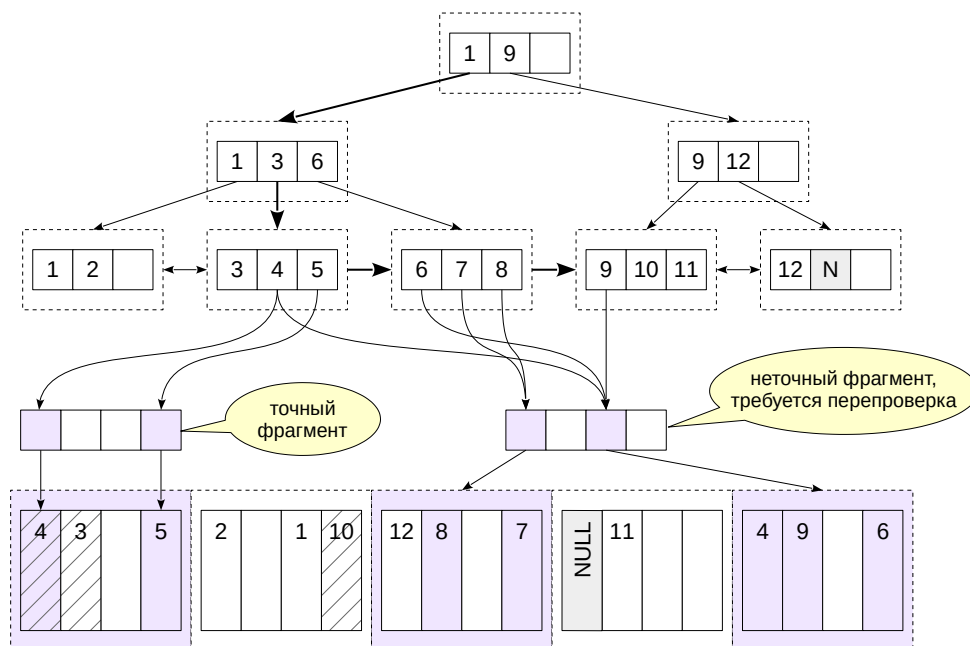 1 9
1 3 6
9 12
1 2
3 4 5
6 7 8
9 10 11
12 N
точный
фрагмент
неточный фрагмент,
требуется перепроверка
4 3 5
2 1 10
12 8 7
NULL 11
4 9 6